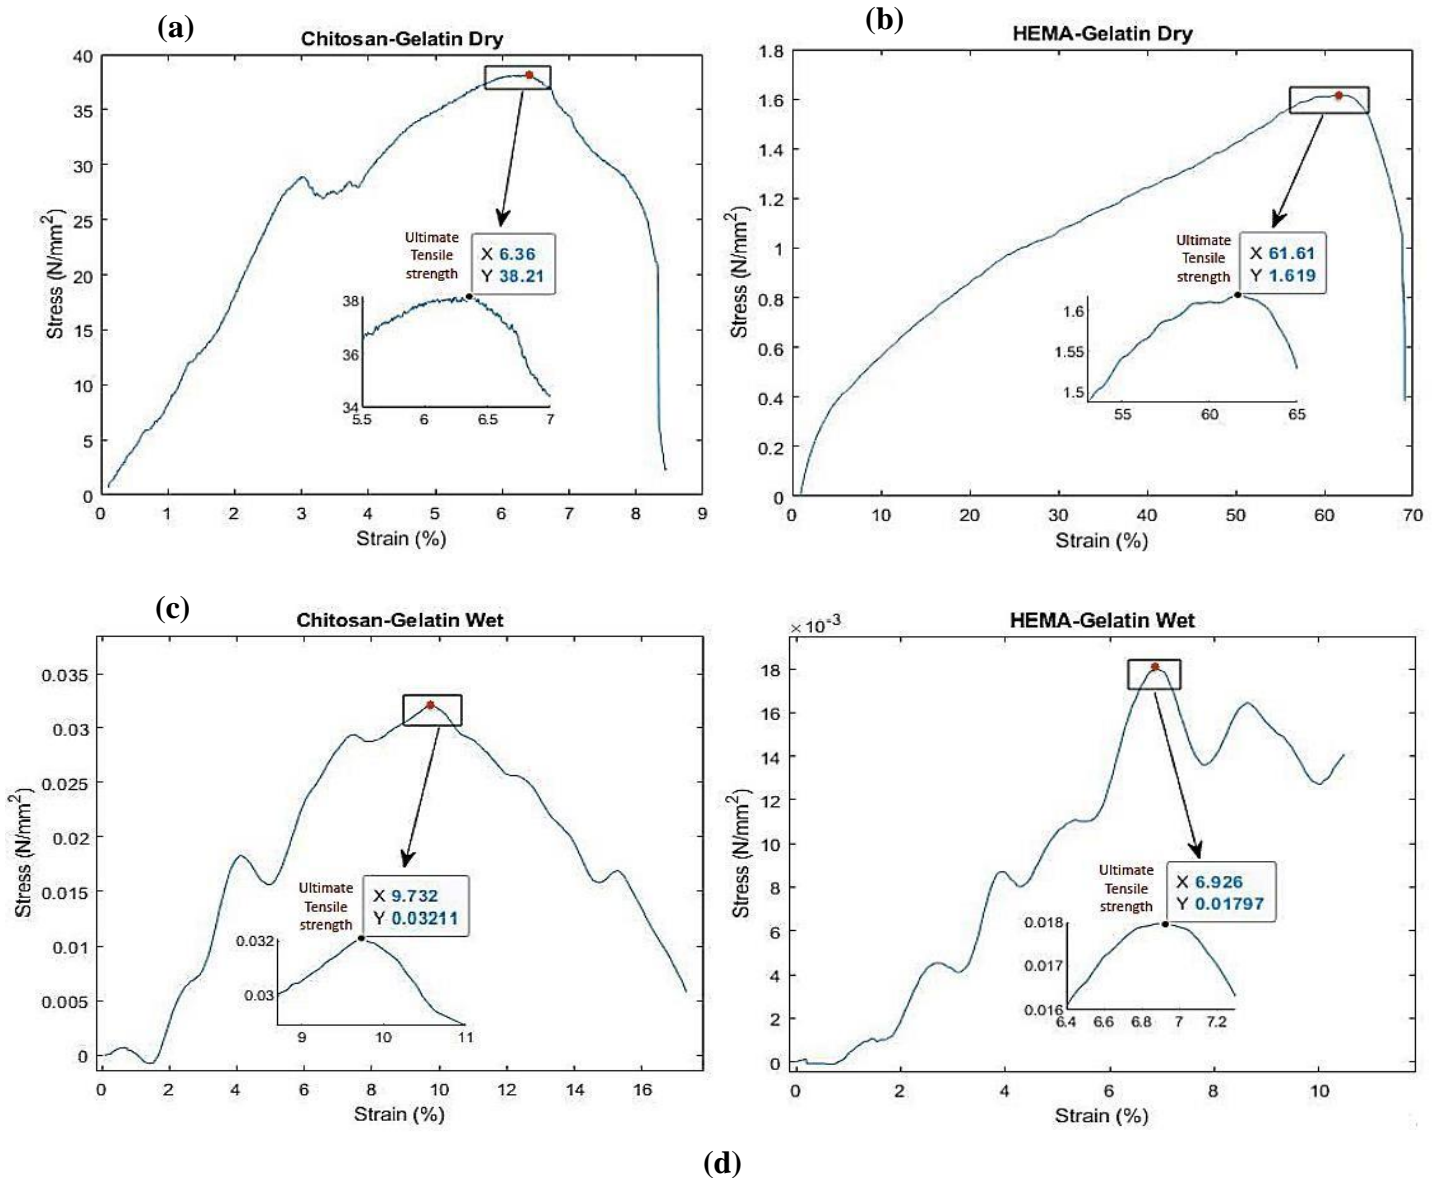 (a)
Chitosan-Gelatin Dry
40
35
30
25
20
15
10
5
0
Stress (N/mm²)
0 1 2 3 4 5 6 7 8 9
Strain (%)
Ultimate
Tensile
strength
X 6.36
Y 38.21
38
36
34
5.5 6 6.5 7
(b)
HEMA-Gelatin Dry
1.8
1.6
1.4
1.2
1
0.8
0.6
0.4
0.2
0
Stress (N/mm²)
0 10 20 30 40 50 60 70
Strain (%)
Ultimate
Tensile
strength
X 61.61
Y 1.619
1.6
1.55
1.5
55 60 65
(c)
Chitosan-Gelatin Wet
0.035
0.03
0.025
0.02
0.015
0.01
0.005
0
Stress (N/mm²)
0 2 4 6 8 10 12 14 16
Strain (%)
Ultimate
Tensile
strength
X 9.732
Y 0.03211
0.032
0.03
9 10 11
× 10⁻³
HEMA-Gelatin Wet
18
16
14
12
10
8
6
4
2
0
Stress (N/mm²)
0 2 4 6 8 10
Strain (%)
Ultimate
Tensile
strength
X 6.926
Y 0.01797
0.018
0.017
0.016
6.4 6.6 6.8 7 7.2
(d)